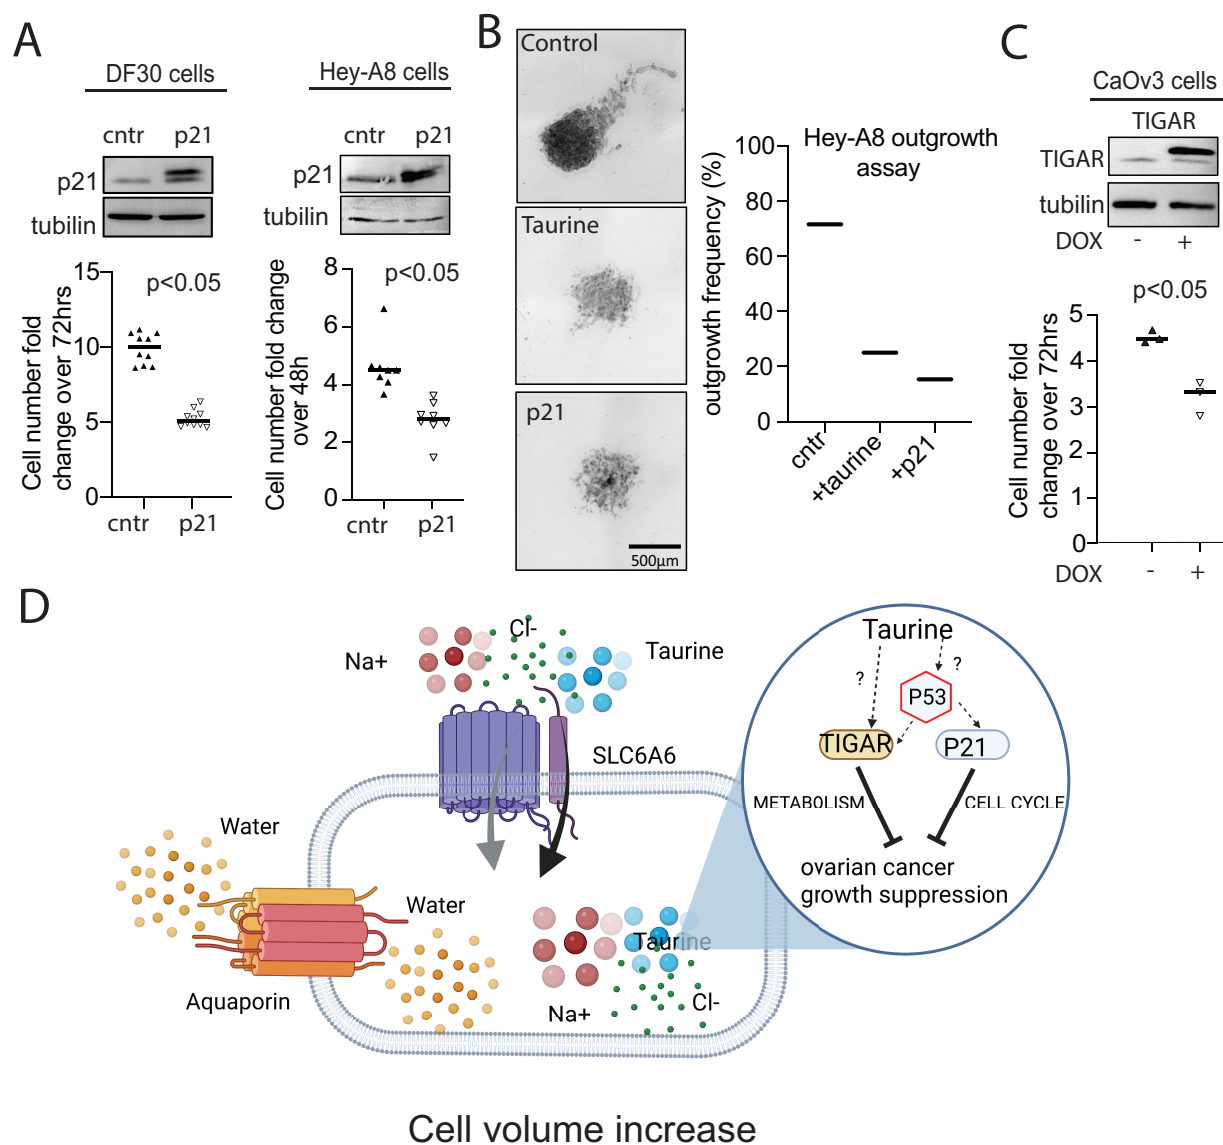 A
DF30 cells
cntr p21
p21
tubilin
Cell number fold
change over 72hrs
15
10
5
0
p<0.05
cntr p21
Hey-A8 cells
cntr p21
p21
tubilin
Cell number fold change
over 48h
8
6
4
2
0
p<0.05
cntr p21
B
Control
Taurine
p21
500µm
Hey-A8 outgrowth
assay
outgrowth frequency (%)
100
80
60
40
20
0
cntr
+taurine
+p21
C
CaOv3 cells
TIGAR
TIGAR
tubulin
DOX - +
p<0.05
Cell number fold
change over 72hrs
5
4
3
2
1
0
DOX - +
D
Na+
Cl-
Taurine
SLC6A6
Water
Water
Aquaporin
Taurine
Na+
Cl-
Taurine
?
?
P53
TIGAR
P21
METABOLISM
CELL CYCLE
ovarian cancer
growth suppression
Cell volume increase